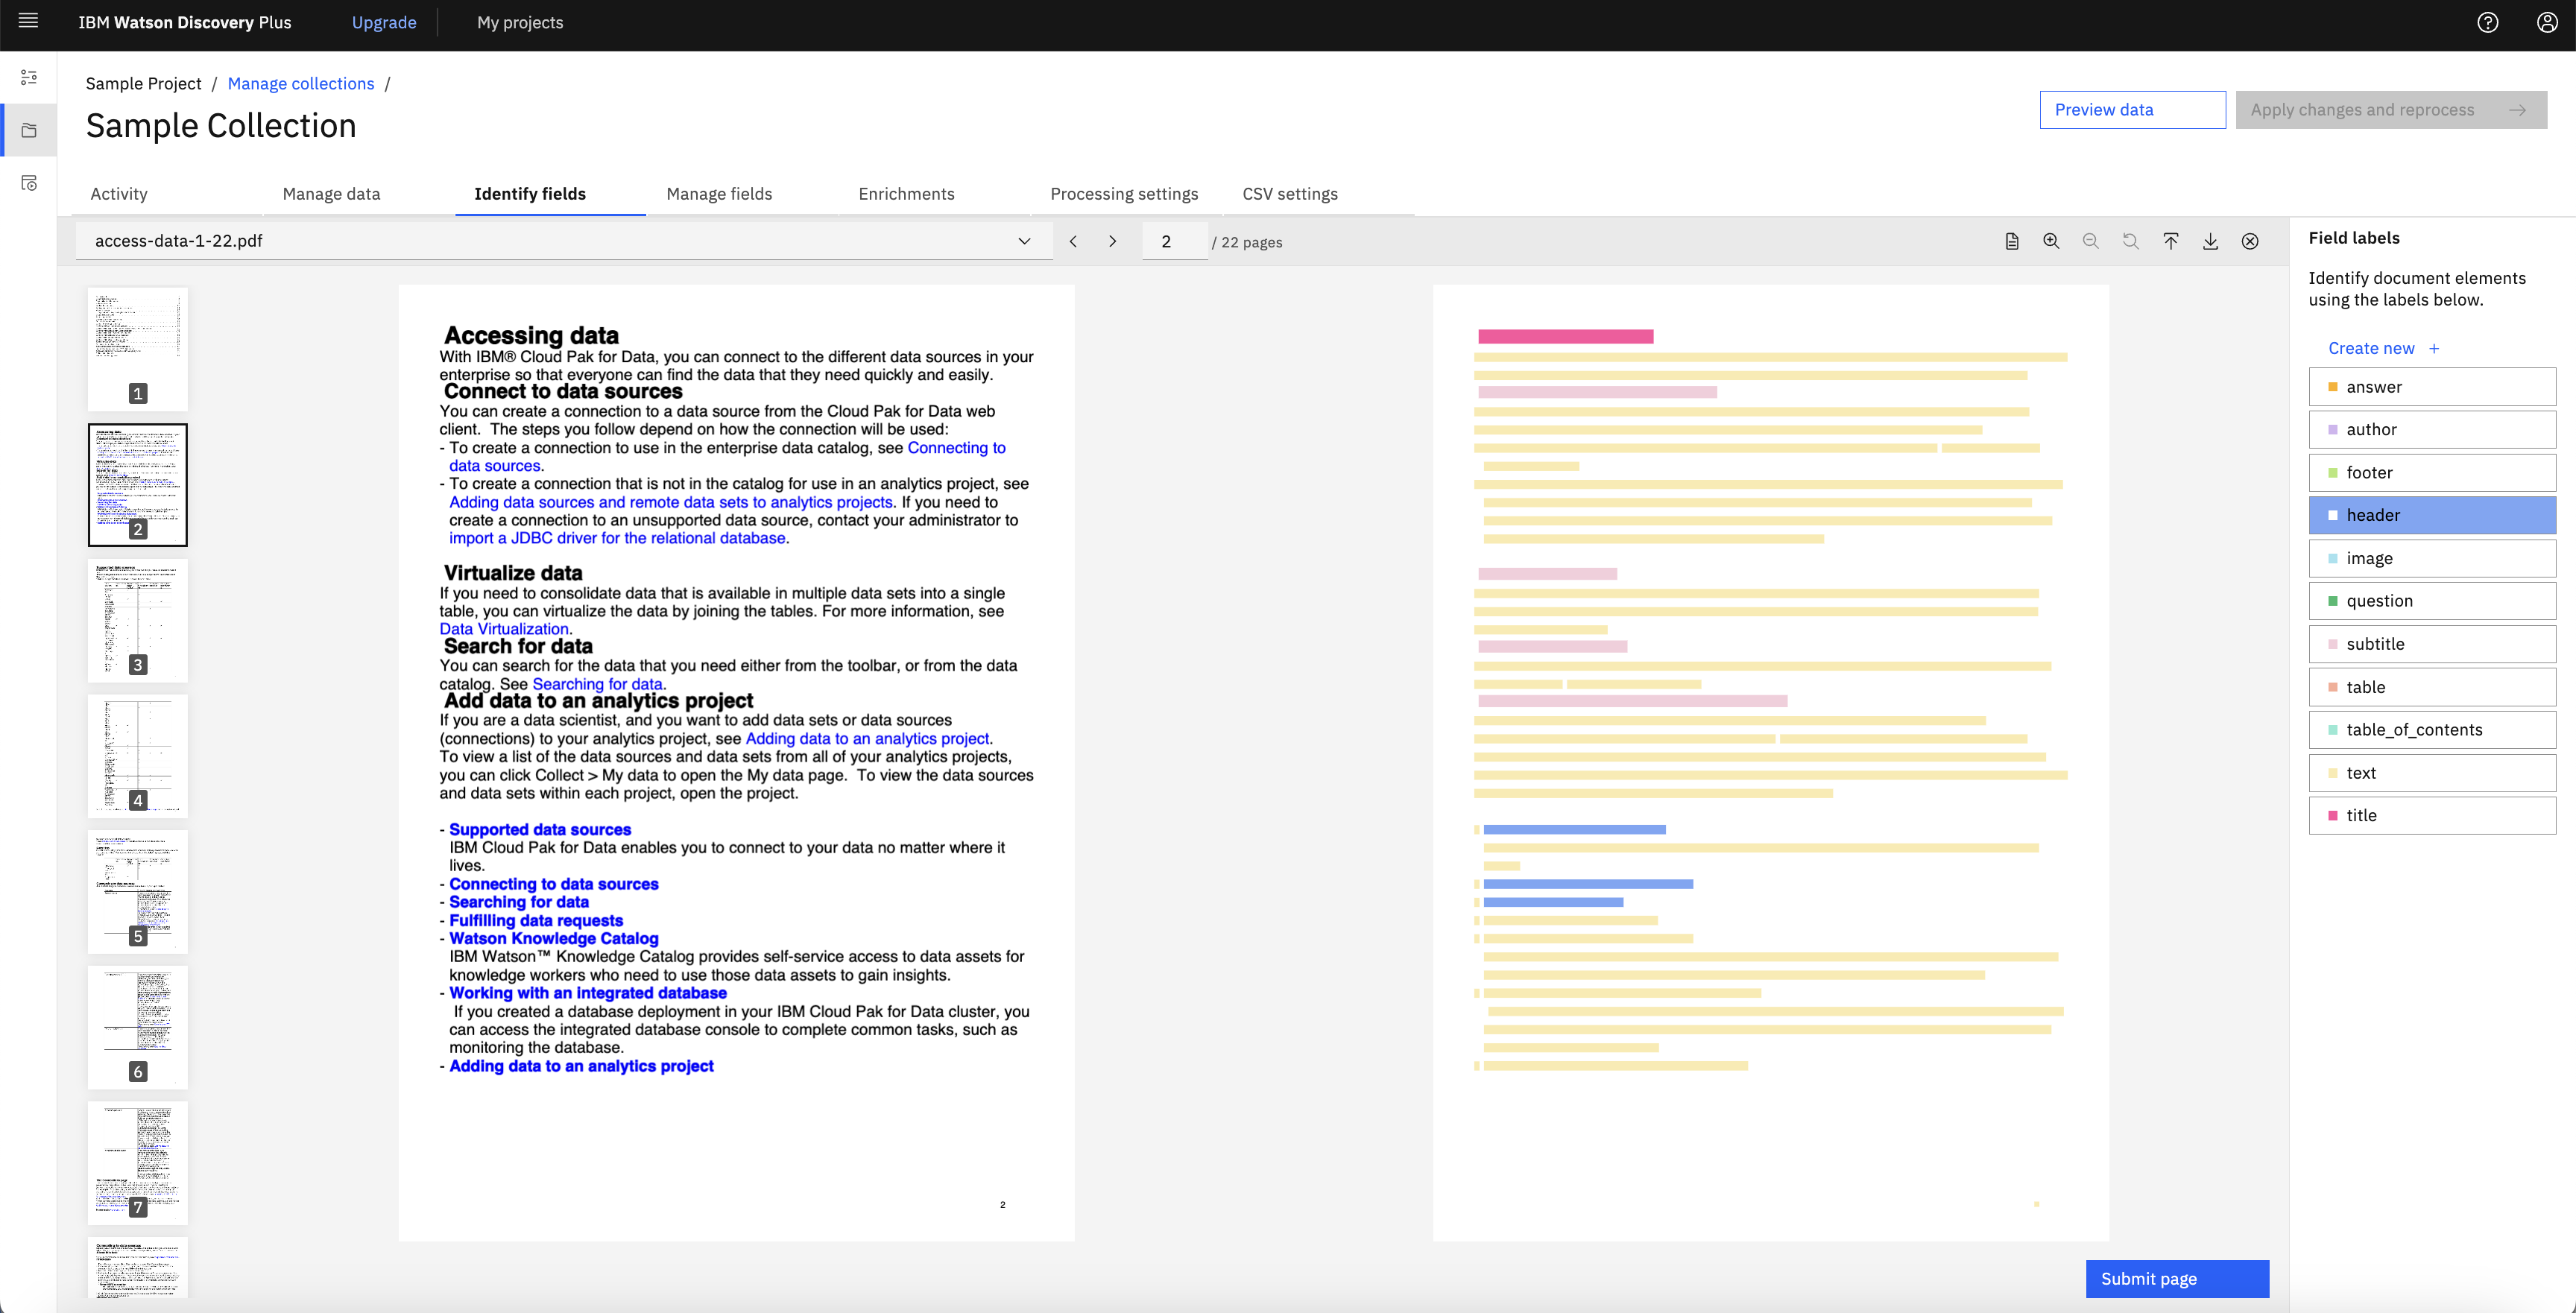 IBM Watson Discovery Plus
Upgrade
My projects
Sample Project / Manage collections /
Sample Collection
Preview data
Apply changes and reprocess
Activity
Manage data
Identify fields
Manage fields
Enrichments
Processing settings
CSV settings
access-data-1-22.pdf
2 / 22 pages
1
2
3
4
5
6
7
Accessing data
With IBM® Cloud Pak for Data, you can connect to the different data sources in your
enterprise so that everyone can find the data that they need quickly and easily.
Connect to data sources
You can create a connection to a data source from the Cloud Pak for Data web
client. The steps you follow depend on how the connection will be used:
- To create a connection to use in the enterprise data catalog, see Connecting to
data sources.
- To create a connection that is not in the catalog for use in an analytics project, see
Adding data sources and remote data sets to analytics projects. If you need to
create a connection to an unsupported data source, contact your administrator to
import a JDBC driver for the relational database.
Virtualize data
If you need to consolidate data that is available in multiple data sets into a single
table, you can virtualize the data by joining the tables. For more information, see
Data Virtualization.
Search for data
You can search for the data that you need either from the toolbar, or from the data
catalog. See Searching for data.
Add data to an analytics project
If you are a data scientist, and you want to add data sets or data sources
(connections) to your analytics project, see Adding data to an analytics project.
To view a list of the data sources and data sets from all of your analytics projects,
you can click Collect > My data to open the My data page. To view the data sources
and data sets within each project, open the project.
- Supported data sources
IBM Cloud Pak for Data enables you to connect to your data no matter where it
lives.
- Connecting to data sources
- Searching for data
- Fulfilling data requests
- Watson Knowledge Catalog
IBM Watson™ Knowledge Catalog provides self-service access to data assets for
knowledge workers who need to use those data assets to gain insights.
- Working with an integrated database
If you created a database deployment in your IBM Cloud Pak for Data cluster, you
can access the integrated database console to complete common tasks, such as
monitoring the database.
- Adding data to an analytics project
2
Field labels
Identify document elements
using the labels below.
Create new +
answer
author
footer
header
image
question
subtitle
table
table_of_contents
text
title
Submit page